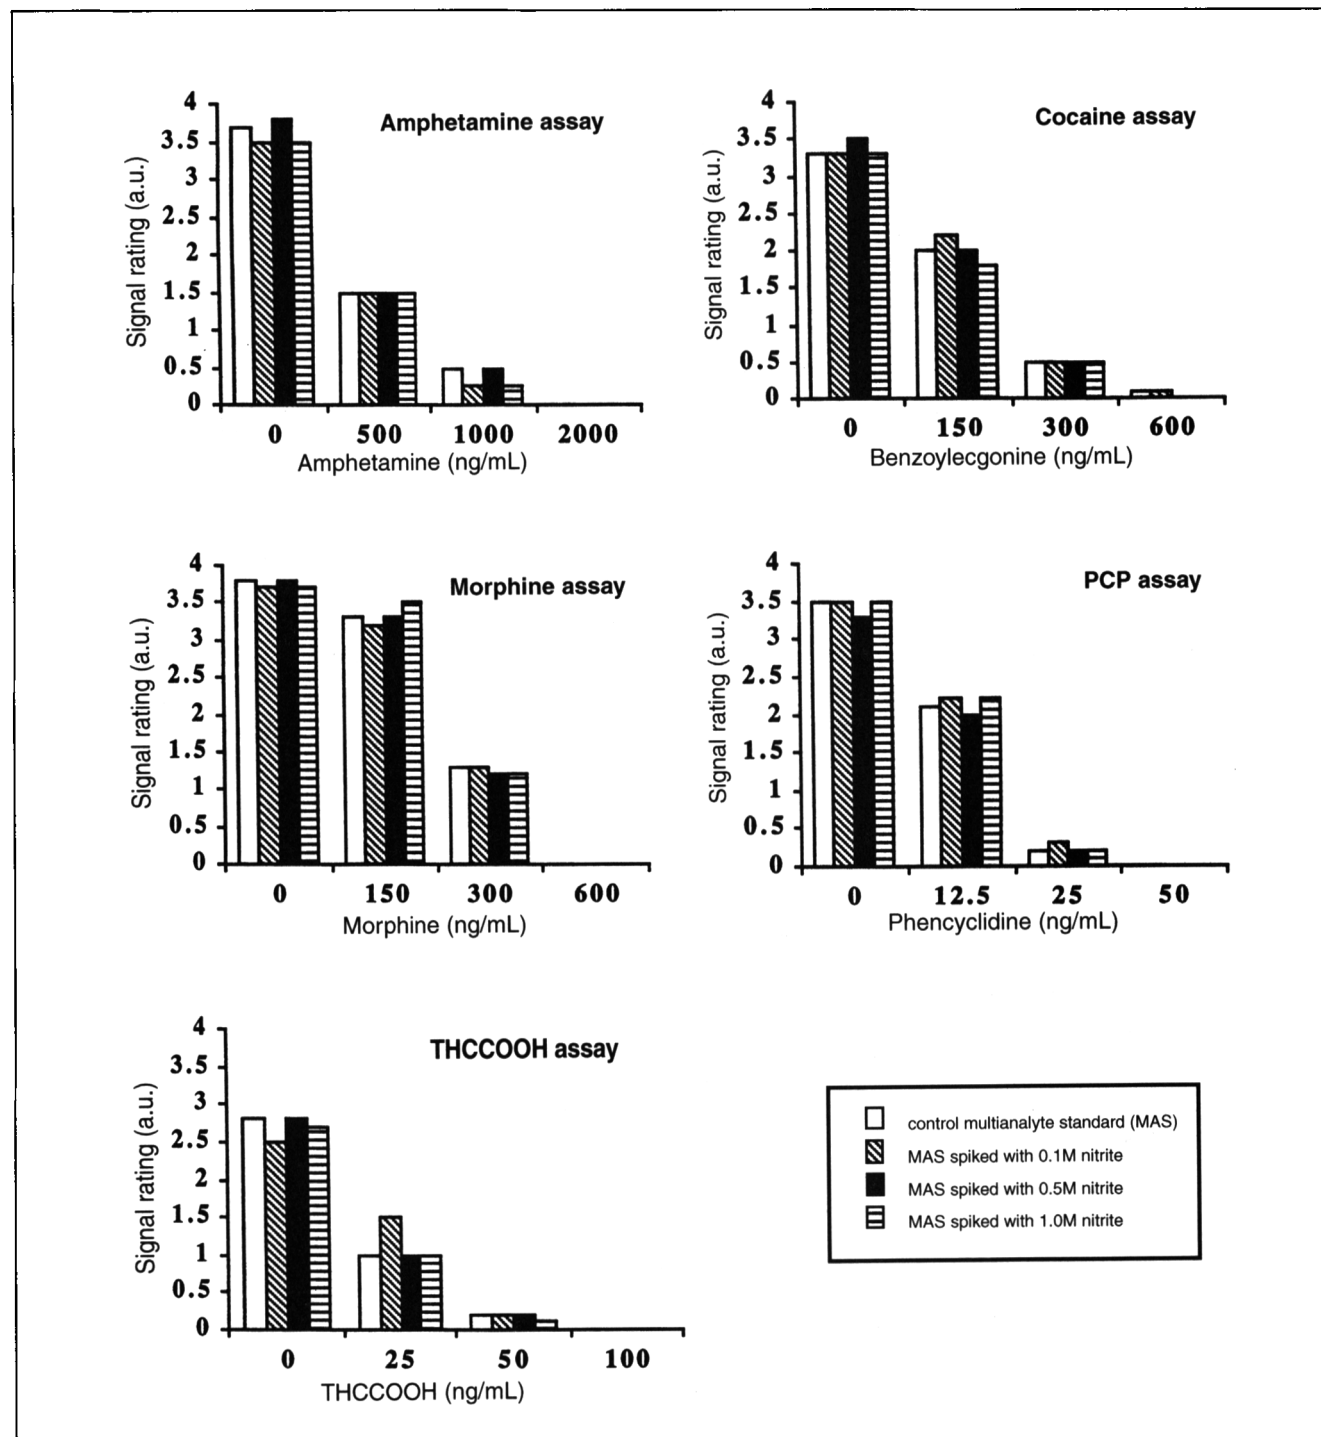 Amphetamine assay
Signal rating (a.u.)
4
3.5
3
2.5
2
1.5
1
0.5
0
0 500 1000 2000
Amphetamine (ng/mL)
Cocaine assay
Signal rating (a.u.)
4
3.5
3
2.5
2
1.5
1
0.5
0
0 150 300 600
Benzoylecgonine (ng/mL)
Morphine assay
Signal rating (a.u.)
4
3.5
3
2.5
2
1.5
1
0.5
0
0 150 300 600
Morphine (ng/mL)
PCP assay
Signal rating (a.u.)
4
3.5
3
2.5
2
1.5
1
0.5
0
0 12.5 25 50
Phencyclidine (ng/mL)
THCCOOH assay
Signal rating (a.u.)
4
3.5
3
2.5
2
1.5
1
0.5
0
0 25 50 100
THCCOOH (ng/mL)
control multianalyte standard (MAS)
MAS spiked with 0.1M nitrite
MAS spiked with 0.5M nitrite
MAS spiked with 1.0M nitrite